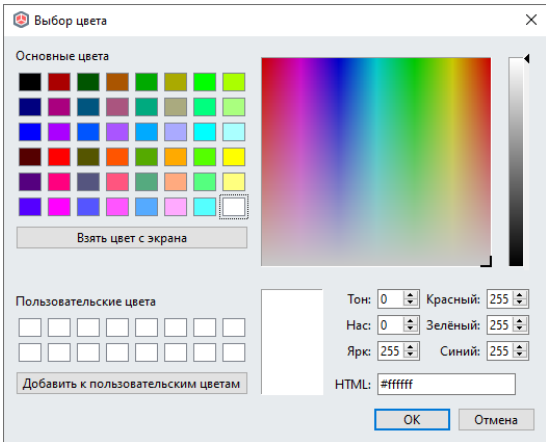 Выбор цвета
Основные цвета
Взять цвет с экрана
Пользовательские цвета
Добавить к пользовательским цветам
Тон: 0 Красный: 255
Нас: 0 Зелёный: 255
Ярк: 255 Синий: 255
HTML: #ffffff
OK Отмена